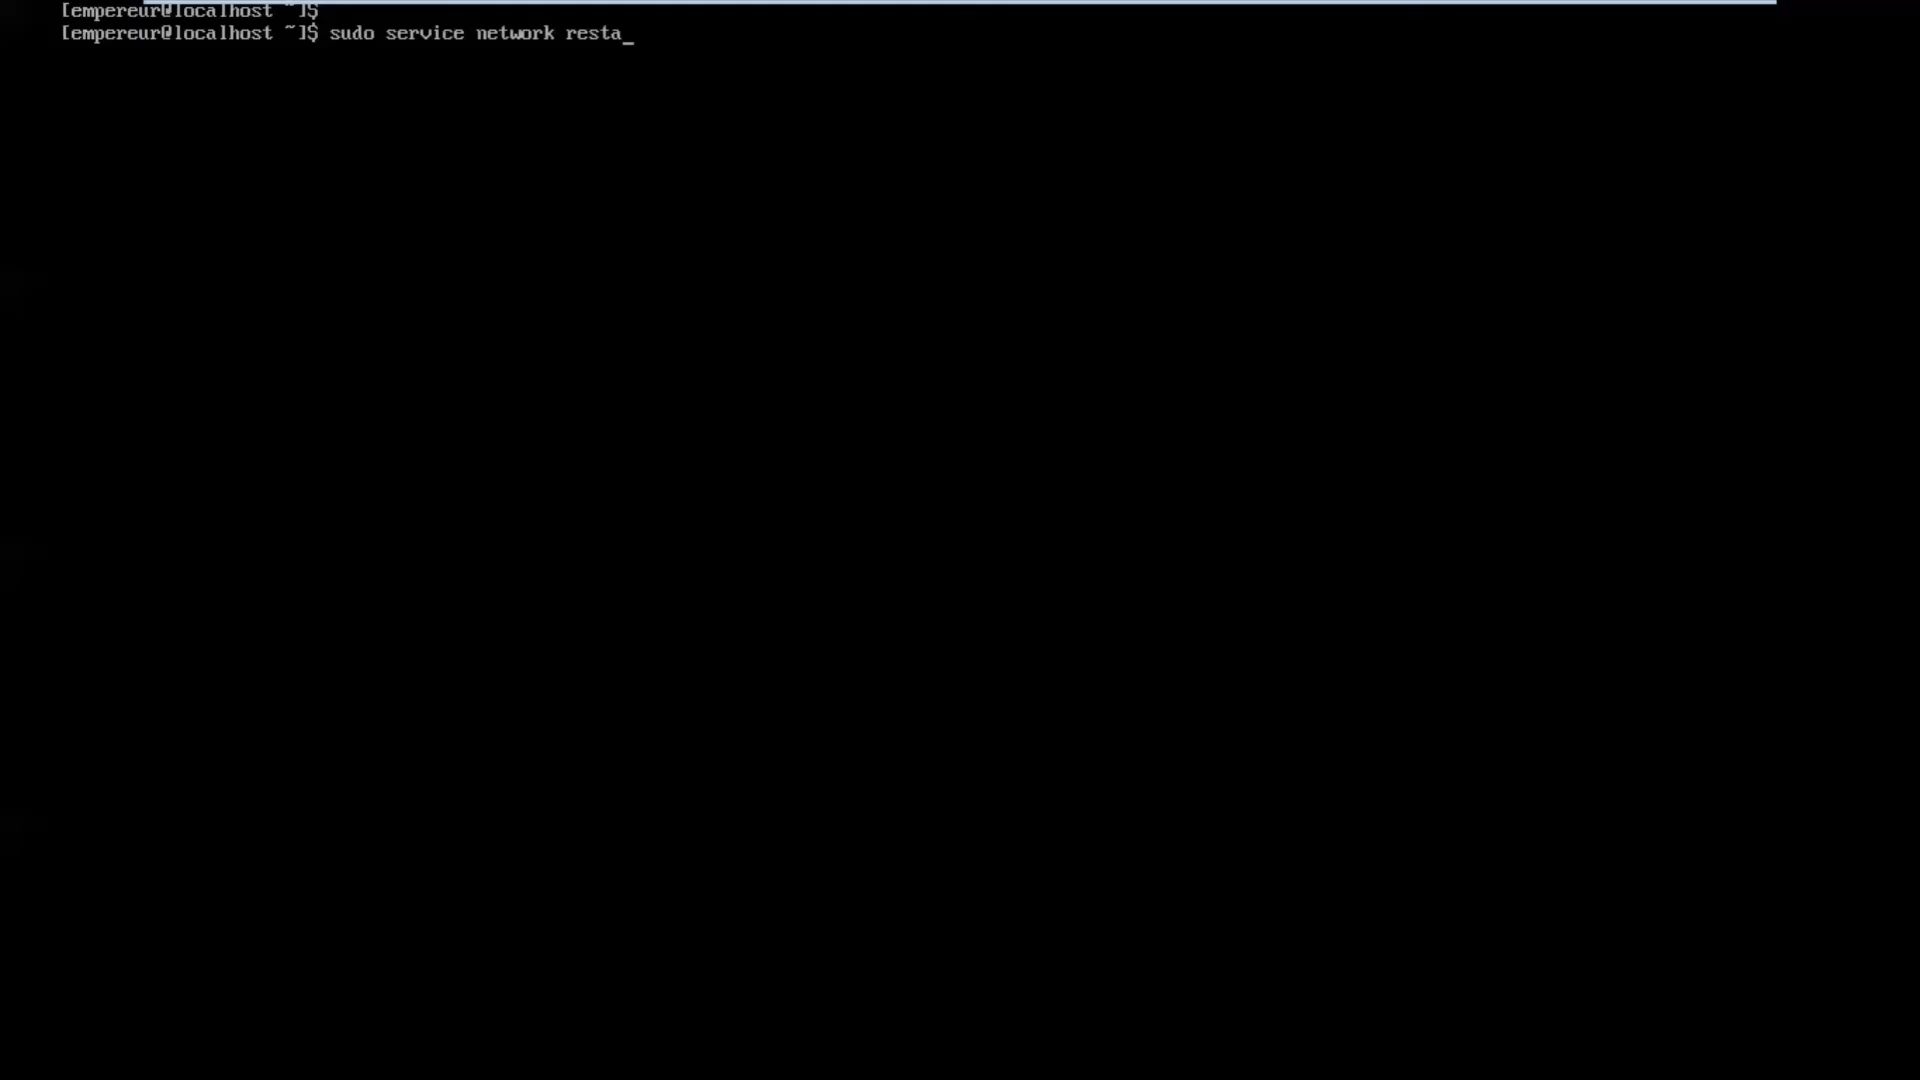 [empereur@localhost ~]$
[empereur@localhost ~]$ sudo service network resta_